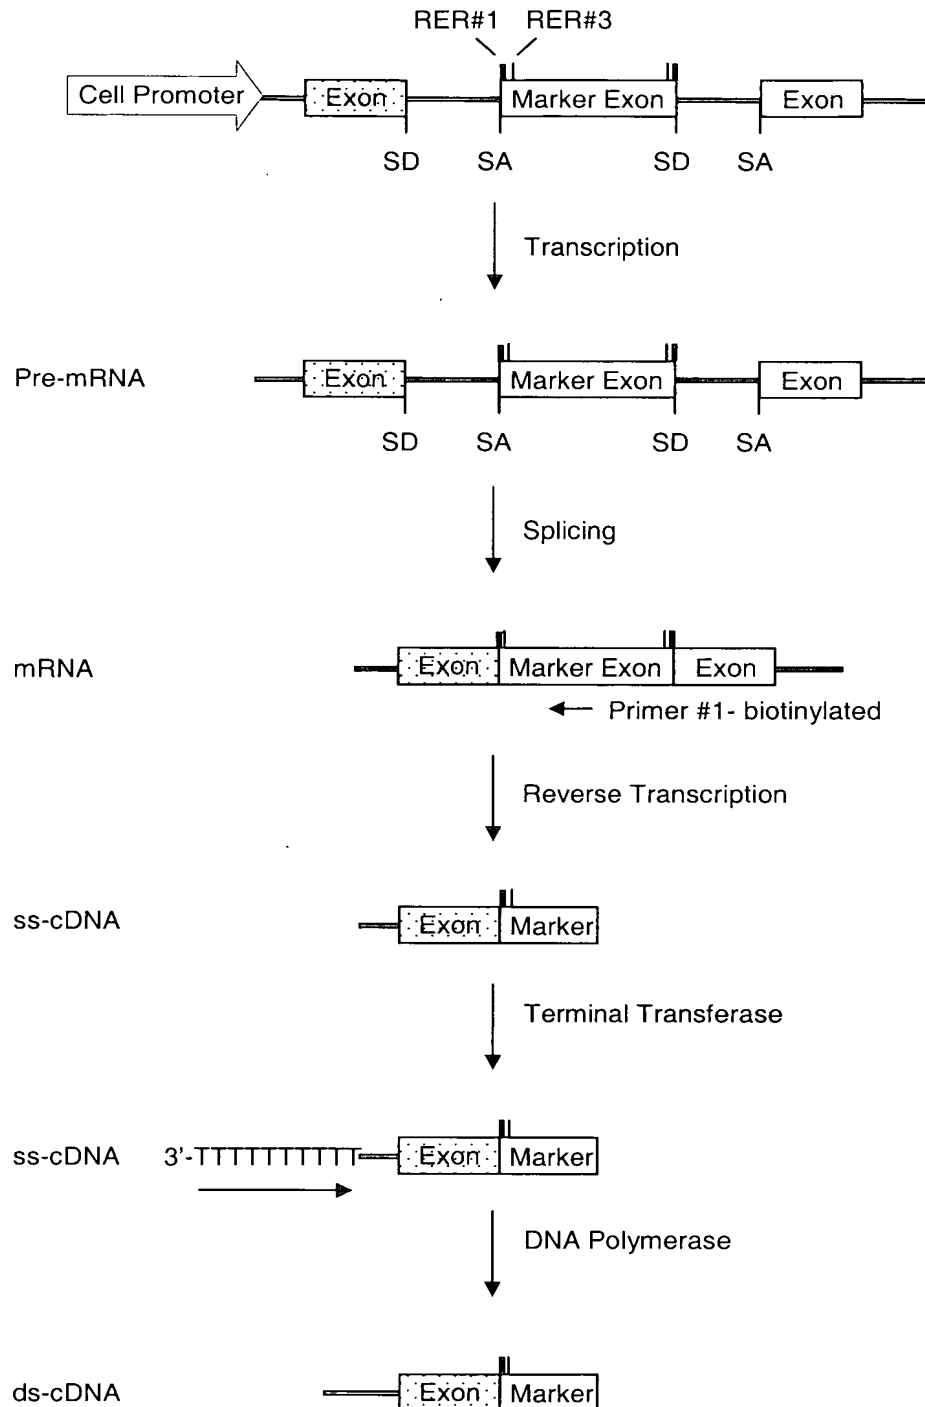 RER#1 RER#3
Cell Promoter Exon Marker Exon Exon
SD SA SD SA
Transcription
Pre-mRNA Exon Marker Exon Exon
SD SA SD SA
Splicing
mRNA Exon Marker Exon Exon
Primer #1- biotinylated
Reverse Transcription
ss-cDNA Exon Marker
Terminal Transferase
ss-cDNA 3'-TTTTTTTTT Exon Marker
DNA Polymerase
ds-cDNA Exon Marker